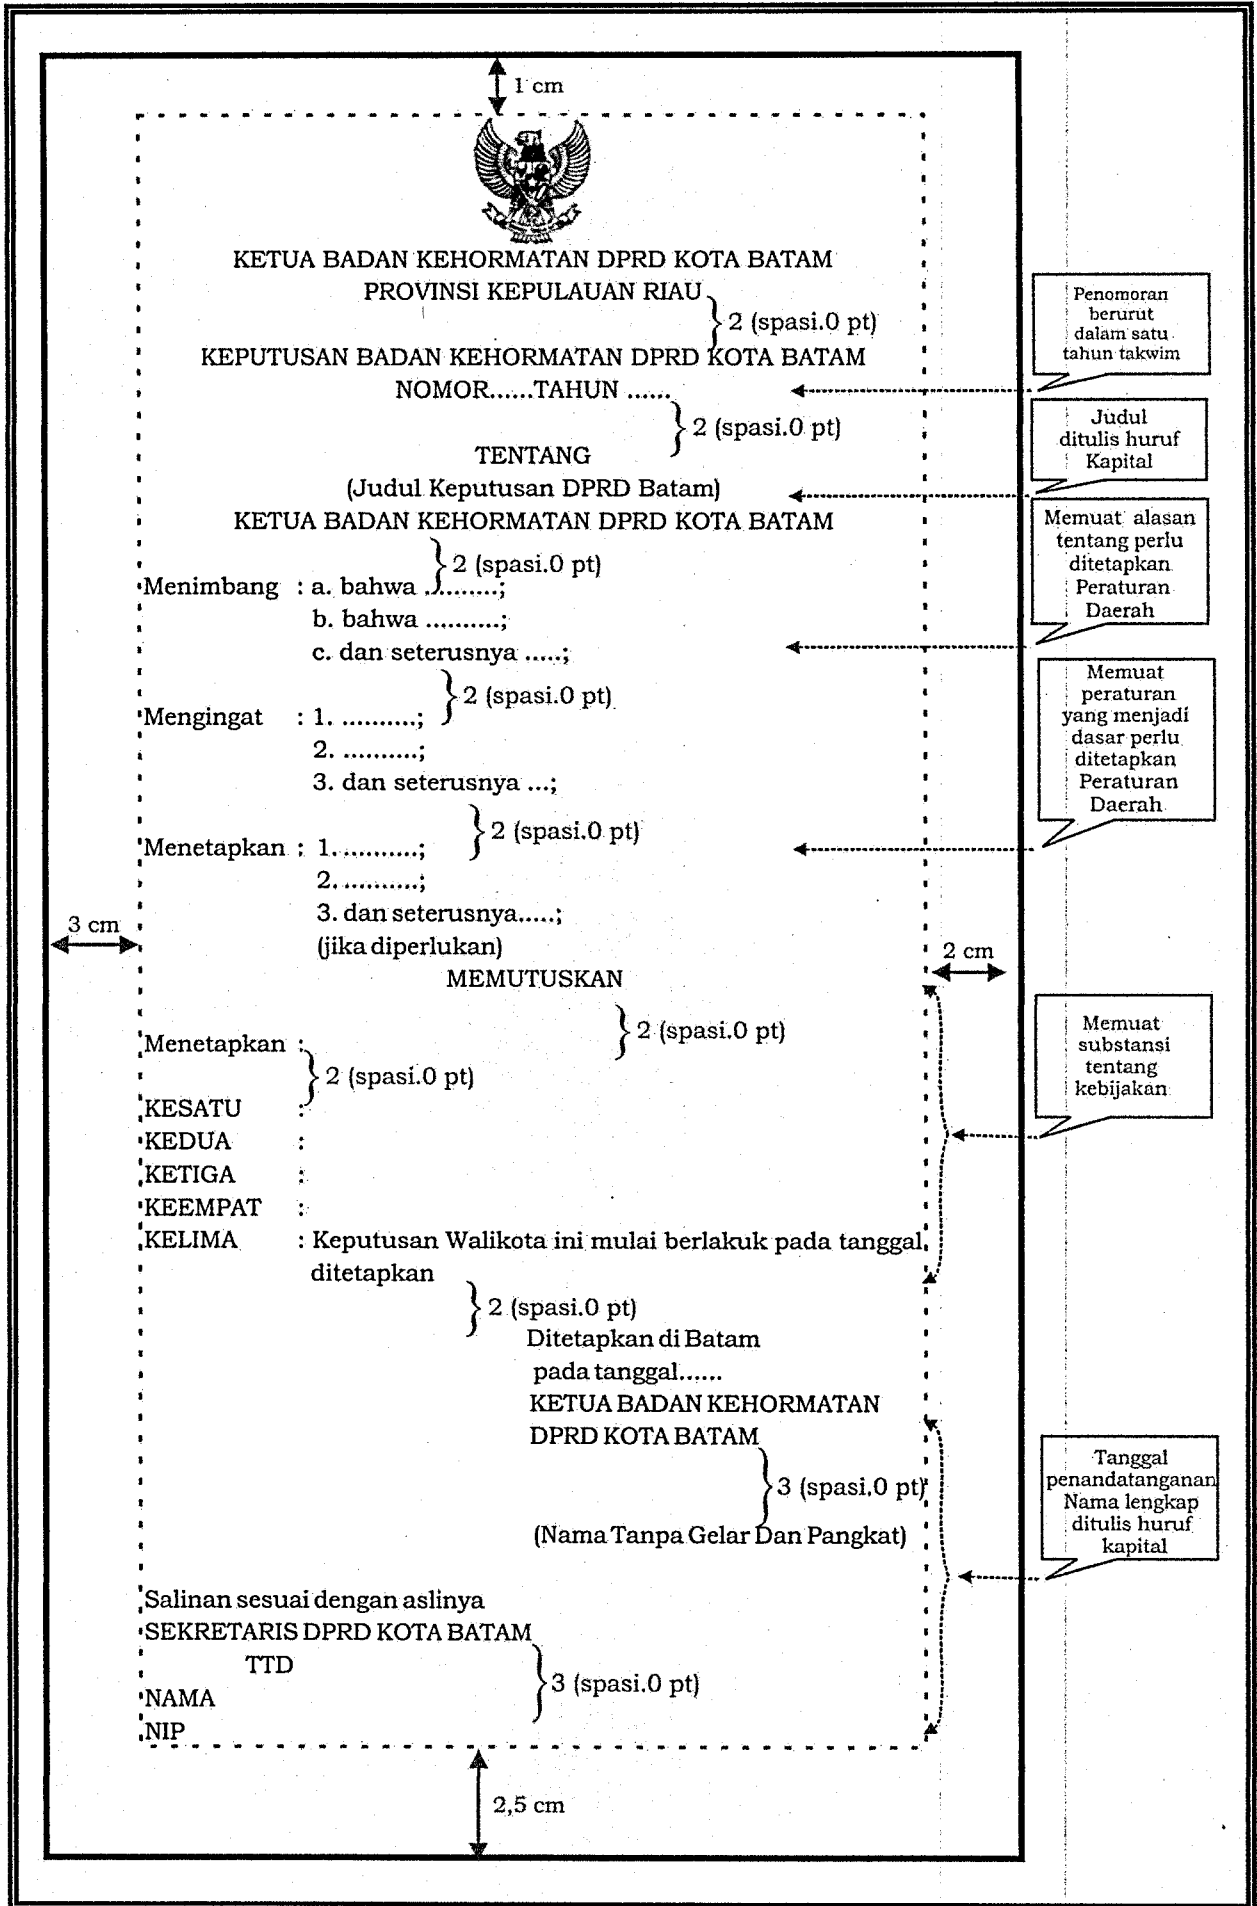 1 cm
KETUA BADAN KEHORMATAN DPRD KOTA BATAM
PROVINSI KEPULAUAN RIAU
2 (spasi.0 pt)
KEPUTUSAN BADAN KEHORMATAN DPRD KOTA BATAM
NOMOR......TAHUN ......
2 (spasi.0 pt)
TENTANG
(Judul Keputusan DPRD Batam)
KETUA BADAN KEHORMATAN DPRD KOTA BATAM
2 (spasi.0 pt)
Menimbang : a. bahwa ..........;
b. bahwa ..........;
c. dan seterusnya .....;
2 (spasi.0 pt)
Mengingat : 1. ..........;
2. ..........;
3. dan seterusnya ...;
2 (spasi.0 pt)
Menetapkan : 1. ..........;
2. ..........;
3. dan seterusnya.....;
(jika diperlukan)
3 cm
2 cm
MEMUTUSKAN
2 (spasi.0 pt)
Menetapkan :
2 (spasi.0 pt)
KESATU :
KEDUA :
KETIGA :
KEEMPAT :
KELIMA : Keputusan Walikota ini mulai berlakuk pada tanggal
ditetapkan
2 (spasi.0 pt)
Ditetapkan di Batam
pada tanggal......
KETUA BADAN KEHORMATAN
DPRD KOTA BATAM
3 (spasi.0 pt)
(Nama Tanpa Gelar Dan Pangkat)
Salinan sesuai dengan aslinya
SEKRETARIS DPRD KOTA BATAM
TTD
3 (spasi.0 pt)
NAMA
NIP
2,5 cm
Penomoran
berurut
dalam satu
tahun takwim
Judul
ditulis huruf
Kapital
Memuat alasan
tentang perlu
ditetapkan
Peraturan
Daerah
Memuat
peraturan
yang menjadi
dasar perlu
ditetapkan
Peraturan
Daerah
Memuat
substansi
tentang
kebijakan
Tanggal
penandatanganan
Nama lengkap
ditulis huruf
kapital